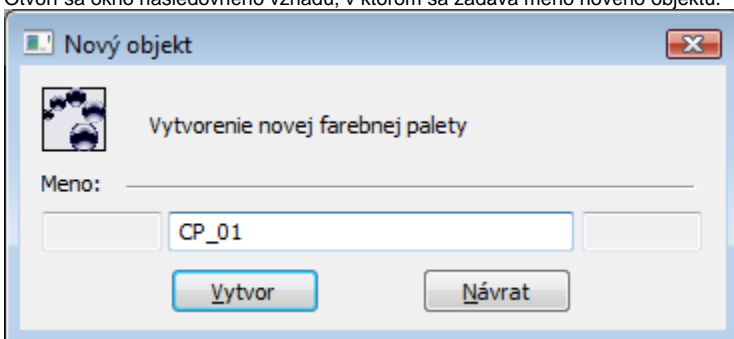 Otvorí sa okno nasledovného vzhľadu, v ktorom sa zadáva meno nového objektu.
Nový objekt
Vytvorenie novej farebnej palety
Meno:
CP_01
Vytvor Návrat